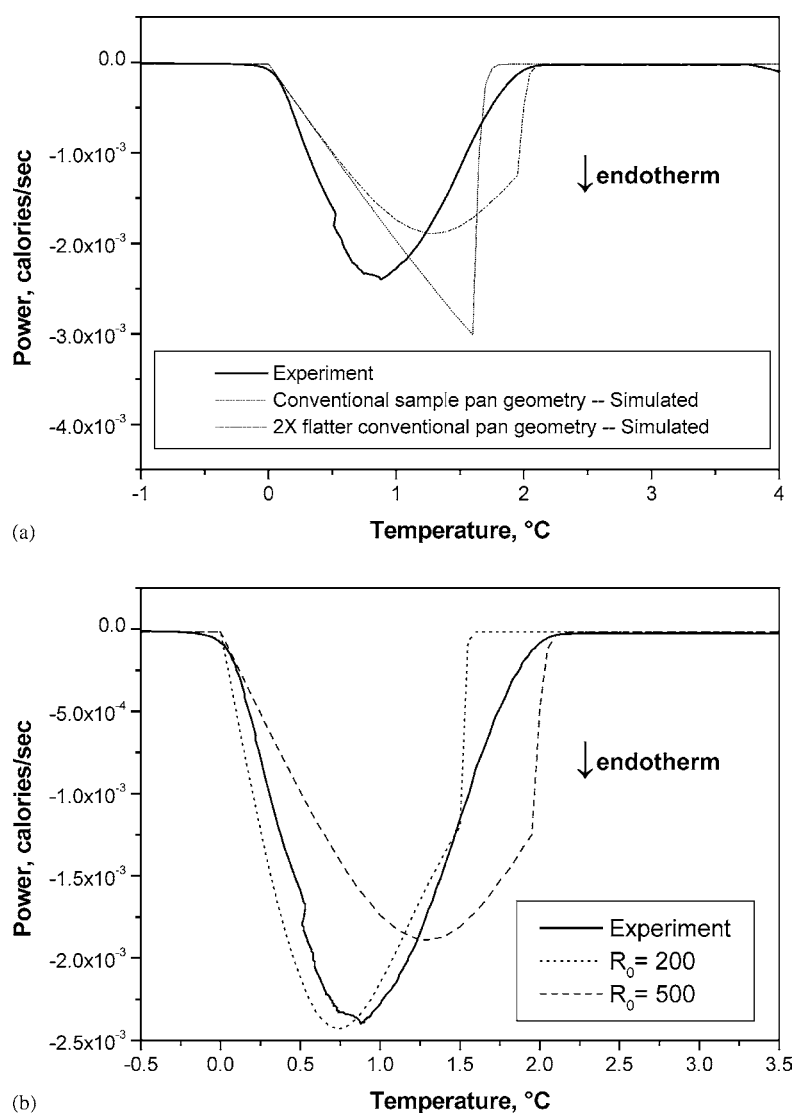 0.0
-1.0x10⁻³
-2.0x10⁻³
-3.0x10⁻³
-4.0x10⁻³
Power, calories/sec
↓ endotherm
Experiment
Conventional sample pan geometry -- Simulated
2X flatter conventional pan geometry -- Simulated
-1 0 1 2 3 4
Temperature, °C
(a)
0.0
-5.0x10⁻⁴
-1.0x10⁻³
-1.5x10⁻³
-2.0x10⁻³
-2.5x10⁻³
Power, calories/sec
↓ endotherm
Experiment
R₀= 200
R₀= 500
-0.5 0.0 0.5 1.0 1.5 2.0 2.5 3.0 3.5
Temperature, °C
(b)